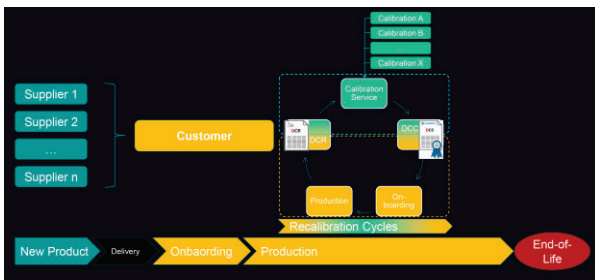 Calibration A
Calibration B
...
Calibration X
Calibration
Service
Supplier 1
Supplier 2
...
Supplier n
Customer
DCR
DCR
DCC
DCC
Production
On-
boarding
Recalibration Cycles
New Product
Delivery
Onbaording
Production
End-of-
Life